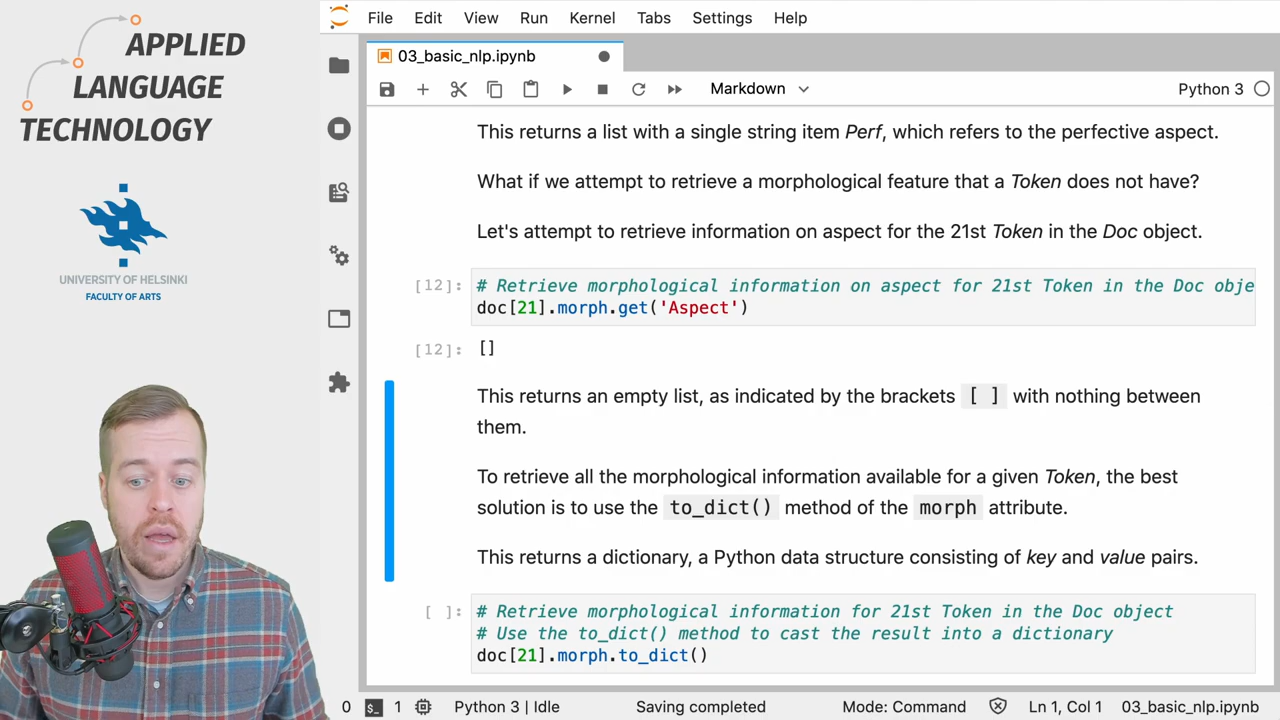 APPLIED
LANGUAGE
TECHNOLOGY
UNIVERSITY OF HELSINKI
FACULTY OF ARTS
File Edit View Run Kernel Tabs Settings Help
03_basic_nlp.ipynb
Markdown
Python 3
This returns a list with a single string item Perf, which refers to the perfective aspect.
What if we attempt to retrieve a morphological feature that a Token does not have?
Let's attempt to retrieve information on aspect for the 21st Token in the Doc object.
[12]: # Retrieve morphological information on aspect for 21st Token in the Doc obje
doc[21].morph.get('Aspect')
[12]: []
This returns an empty list, as indicated by the brackets [ ] with nothing between
them.
To retrieve all the morphological information available for a given Token, the best
solution is to use the to_dict() method of the morph attribute.
This returns a dictionary, a Python data structure consisting of key and value pairs.
[ ]: # Retrieve morphological information for 21st Token in the Doc object
# Use the to_dict() method to cast the result into a dictionary
doc[21].morph.to_dict()
0 1 Python 3 | Idle Saving completed Mode: Command Ln 1, Col 1 03_basic_nlp.ipynb